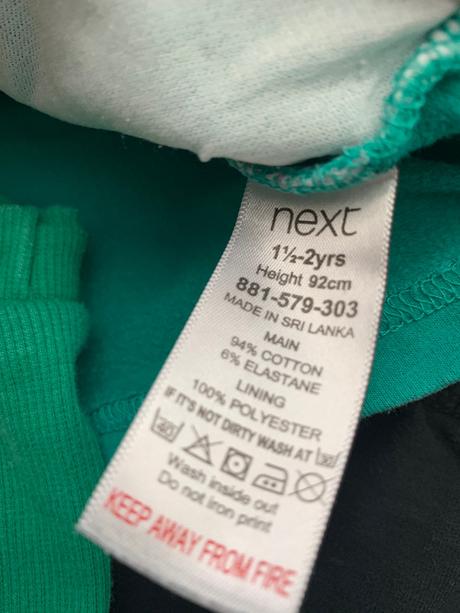 next
1½-2yrs
Height 92cm
881-579-303
MADE IN SRI LANKA
MAIN
94% COTTON
6% ELASTANE
LINING
100% POLYESTER
IF IT'S NOT DIRTY WASH AT 30
40
Wash inside out
Do not iron print
KEEP AWAY FROM FIRE